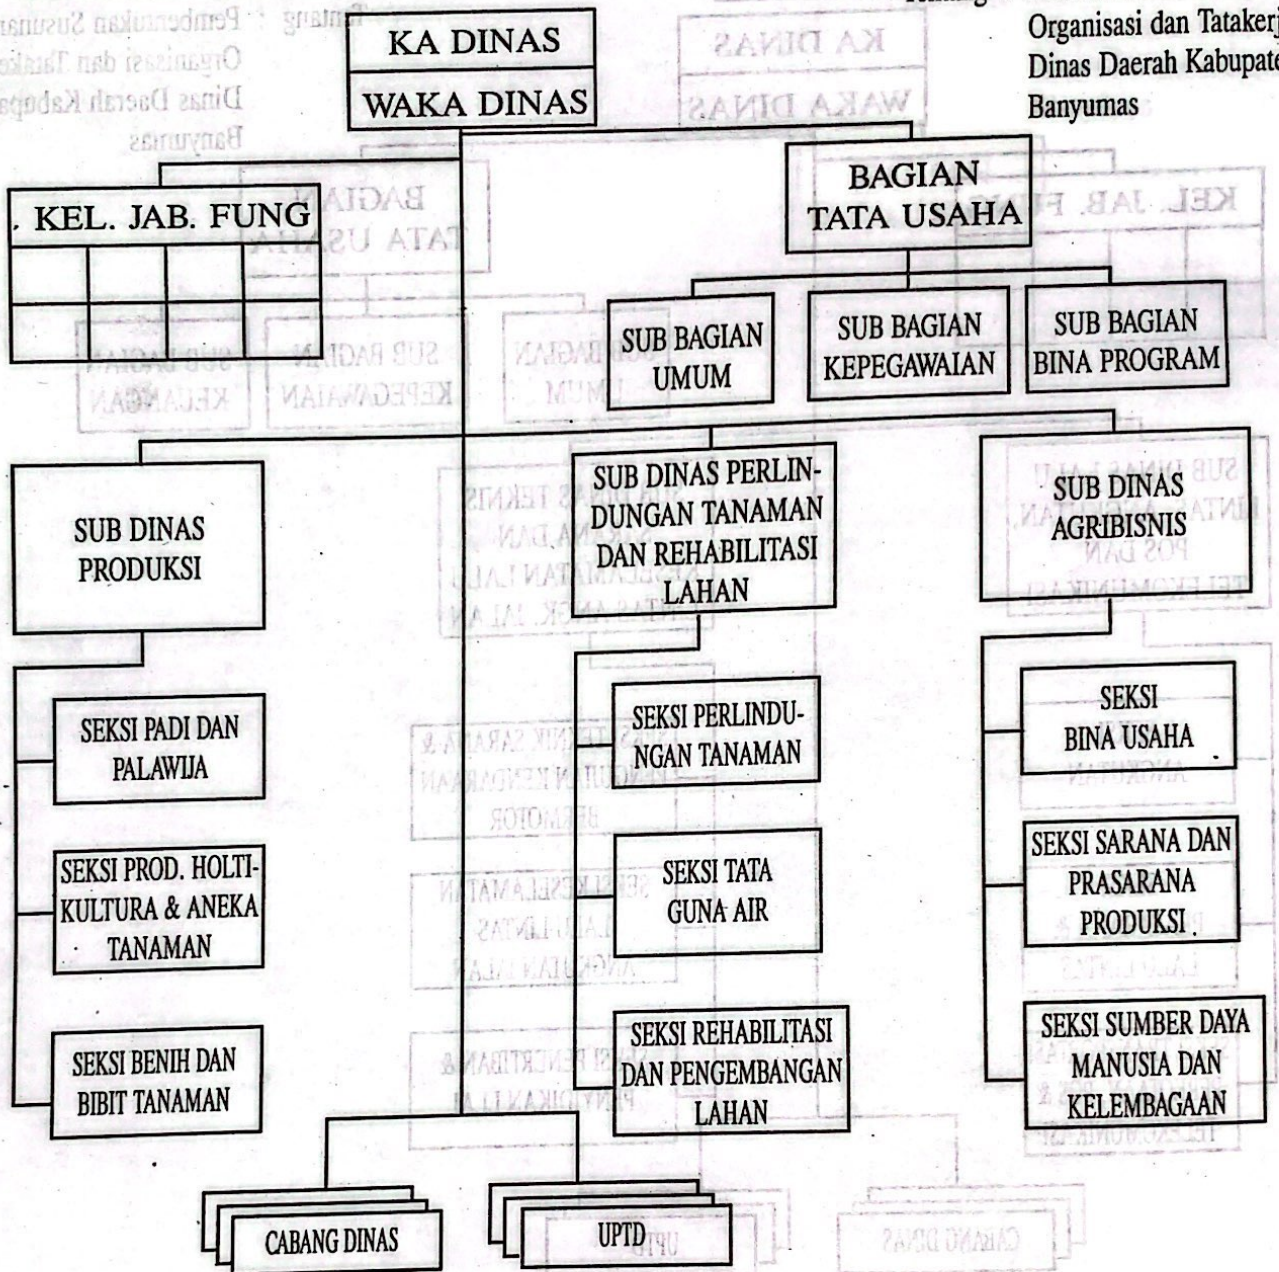 Organisasi dan Tatakerj
Dinas Daerah Kabupate
Banyumas
KA DINAS
WAKA DINAS
. KEL. JAB. FUNG
BAGIAN
TATA USAHA
SUB BAGIAN
UMUM
SUB BAGIAN
KEPEGAWAIAN
SUB BAGIAN
BINA PROGRAM
SUB DINAS
PRODUKSI
SUB DINAS PERLIN-
DUNGAN TANAMAN
DAN REHABILITASI
LAHAN
SUB DINAS
AGRIBISNIS
SEKSI PADI DAN
PALAWIJA
SEKSI PROD. HOLTI-
KULTURA & ANEKA
TANAMAN
SEKSI BENIH DAN
BIBIT TANAMAN
SEKSI PERLINDU-
NGAN TANAMAN
SEKSI TATA
GUNA AIR
SEKSI REHABILITASI
DAN PENGEMBANGAN
LAHAN
SEKSI
BINA USAHA
SEKSI SARANA DAN
PRASARANA
PRODUKSI
SEKSI SUMBER DAYA
MANUSIA DAN
KELEMBAGAAN
CABANG DINAS
UPTD